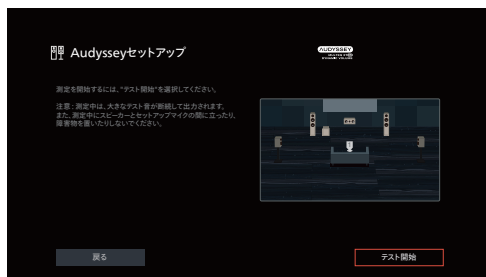 Audysseyセットアップ
AUDYSSEY
MULTEQ XT32
DYNAMIC VOLUME
測定を開始するには、"テスト開始"を選択してください。
注意：測定中は、大きなテスト音が断続して出力されます。
また、測定中にスピーカーとセットアップマイクの間に立ったり、
障害物を置いたりしないでください。
戻る
テスト開始